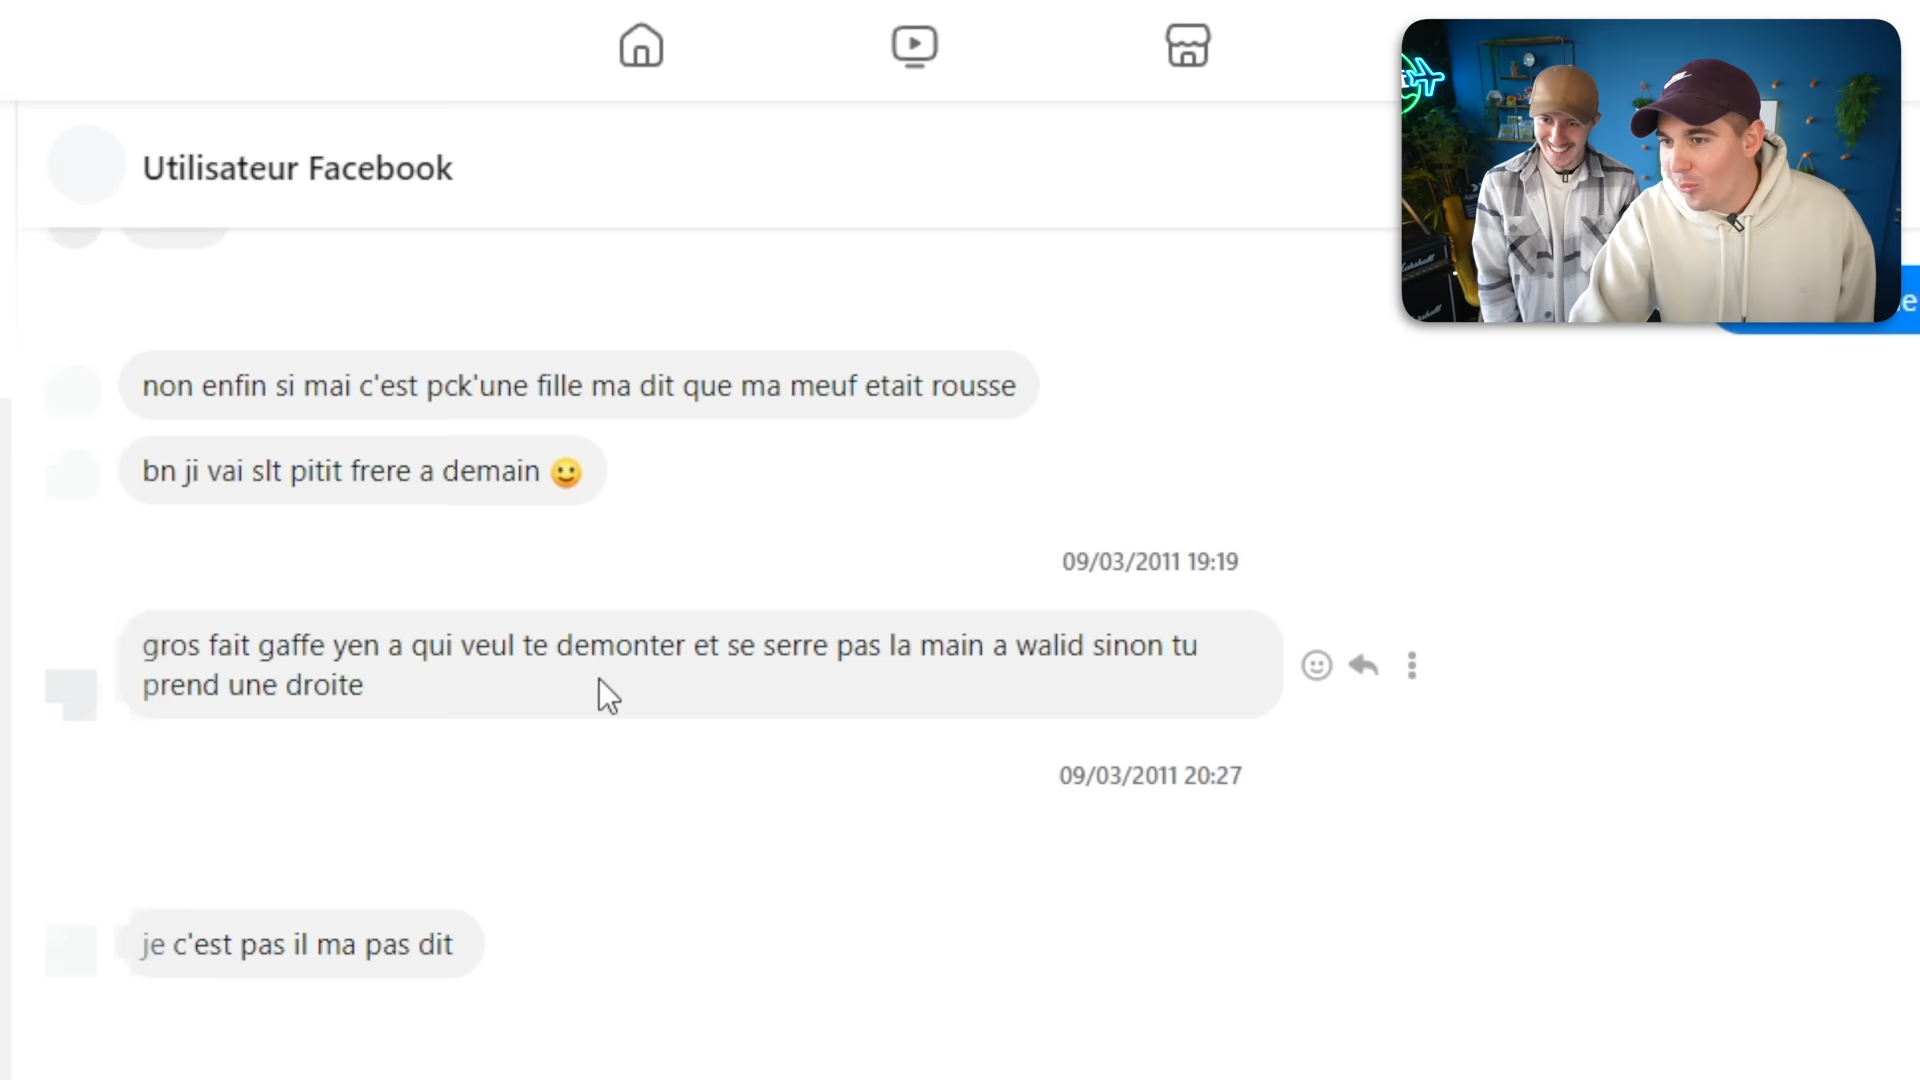 Utilisateur Facebook
e
non enfin si mai c'est pck'une fille ma dit que ma meuf etait rousse
bn ji vai slt pitit frere a demain 🙂
09/03/2011 19:19
gros fait gaffe yen a qui veul te demonter et se serre pas la main a walid sinon tu
prend une droite
09/03/2011 20:27
je c'est pas il ma pas dit
Marshall
Marshall